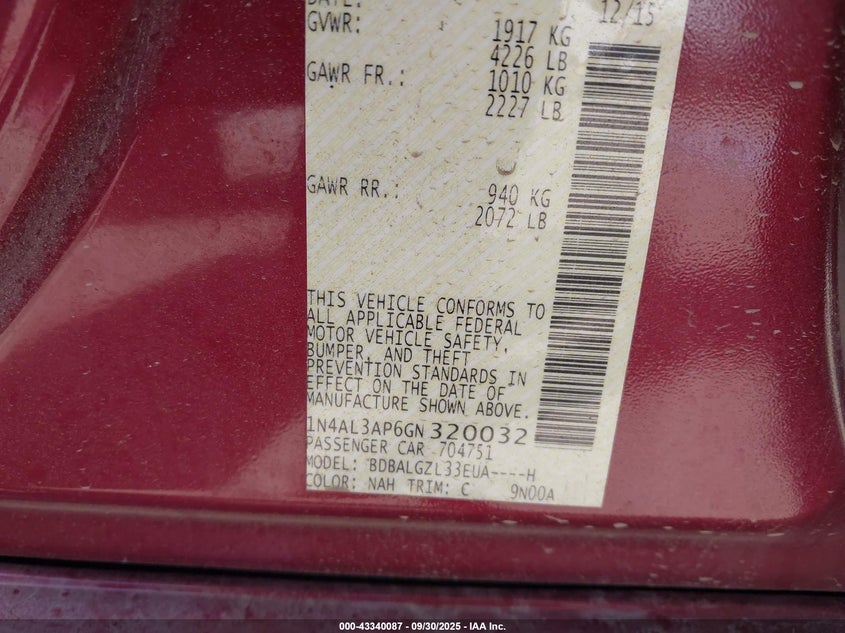 DATE: 12/15
GVWR: 1917 KG
4226 LB
GAWR FR.: 1010 KG
2227 LB
GAWR RR.: 940 KG
2072 LB
THIS VEHICLE CONFORMS TO
ALL APPLICABLE FEDERAL
MOTOR VEHICLE SAFETY,
BUMPER, AND THEFT
PREVENTION STANDARDS IN
EFFECT ON THE DATE OF
MANUFACTURE SHOWN ABOVE.
1N4AL3AP6GN320032
PASSENGER CAR 704751
MODEL: BDBALGZL33EUA----H
COLOR: NAH TRIM: C 9N00A
000-43340087 - 09/30/2025 - IAA Inc.